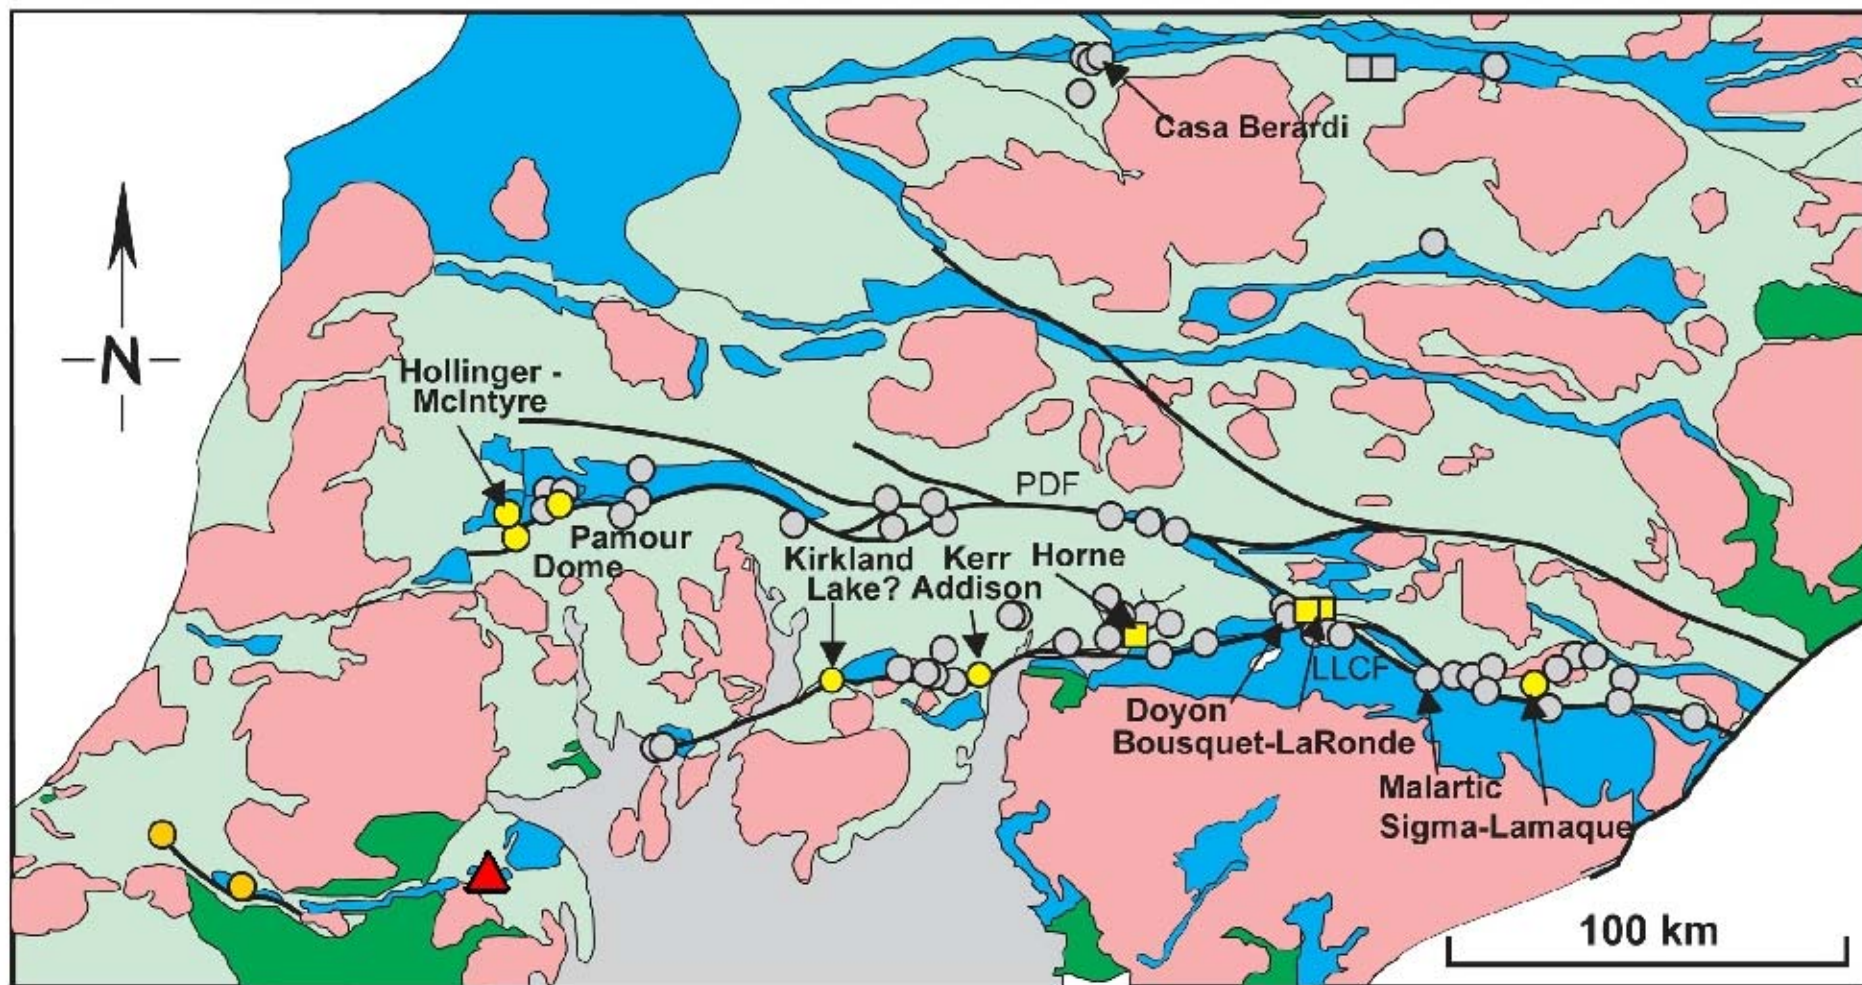 Casa Berardi
N
Hollinger -
McIntyre
PDF
Pamour
Dome
Kirkland
Lake?
Kerr
Addison
Horne
LLCF
Doyon
Bousquet-LaRonde
Malartic
Sigma-Lamaque
100 km